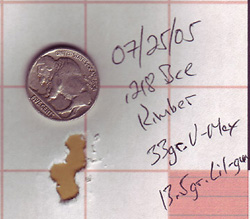 07/25/05
.218 Bee
Kimber
33gr. V-Max
13.5gr. Lil-gun